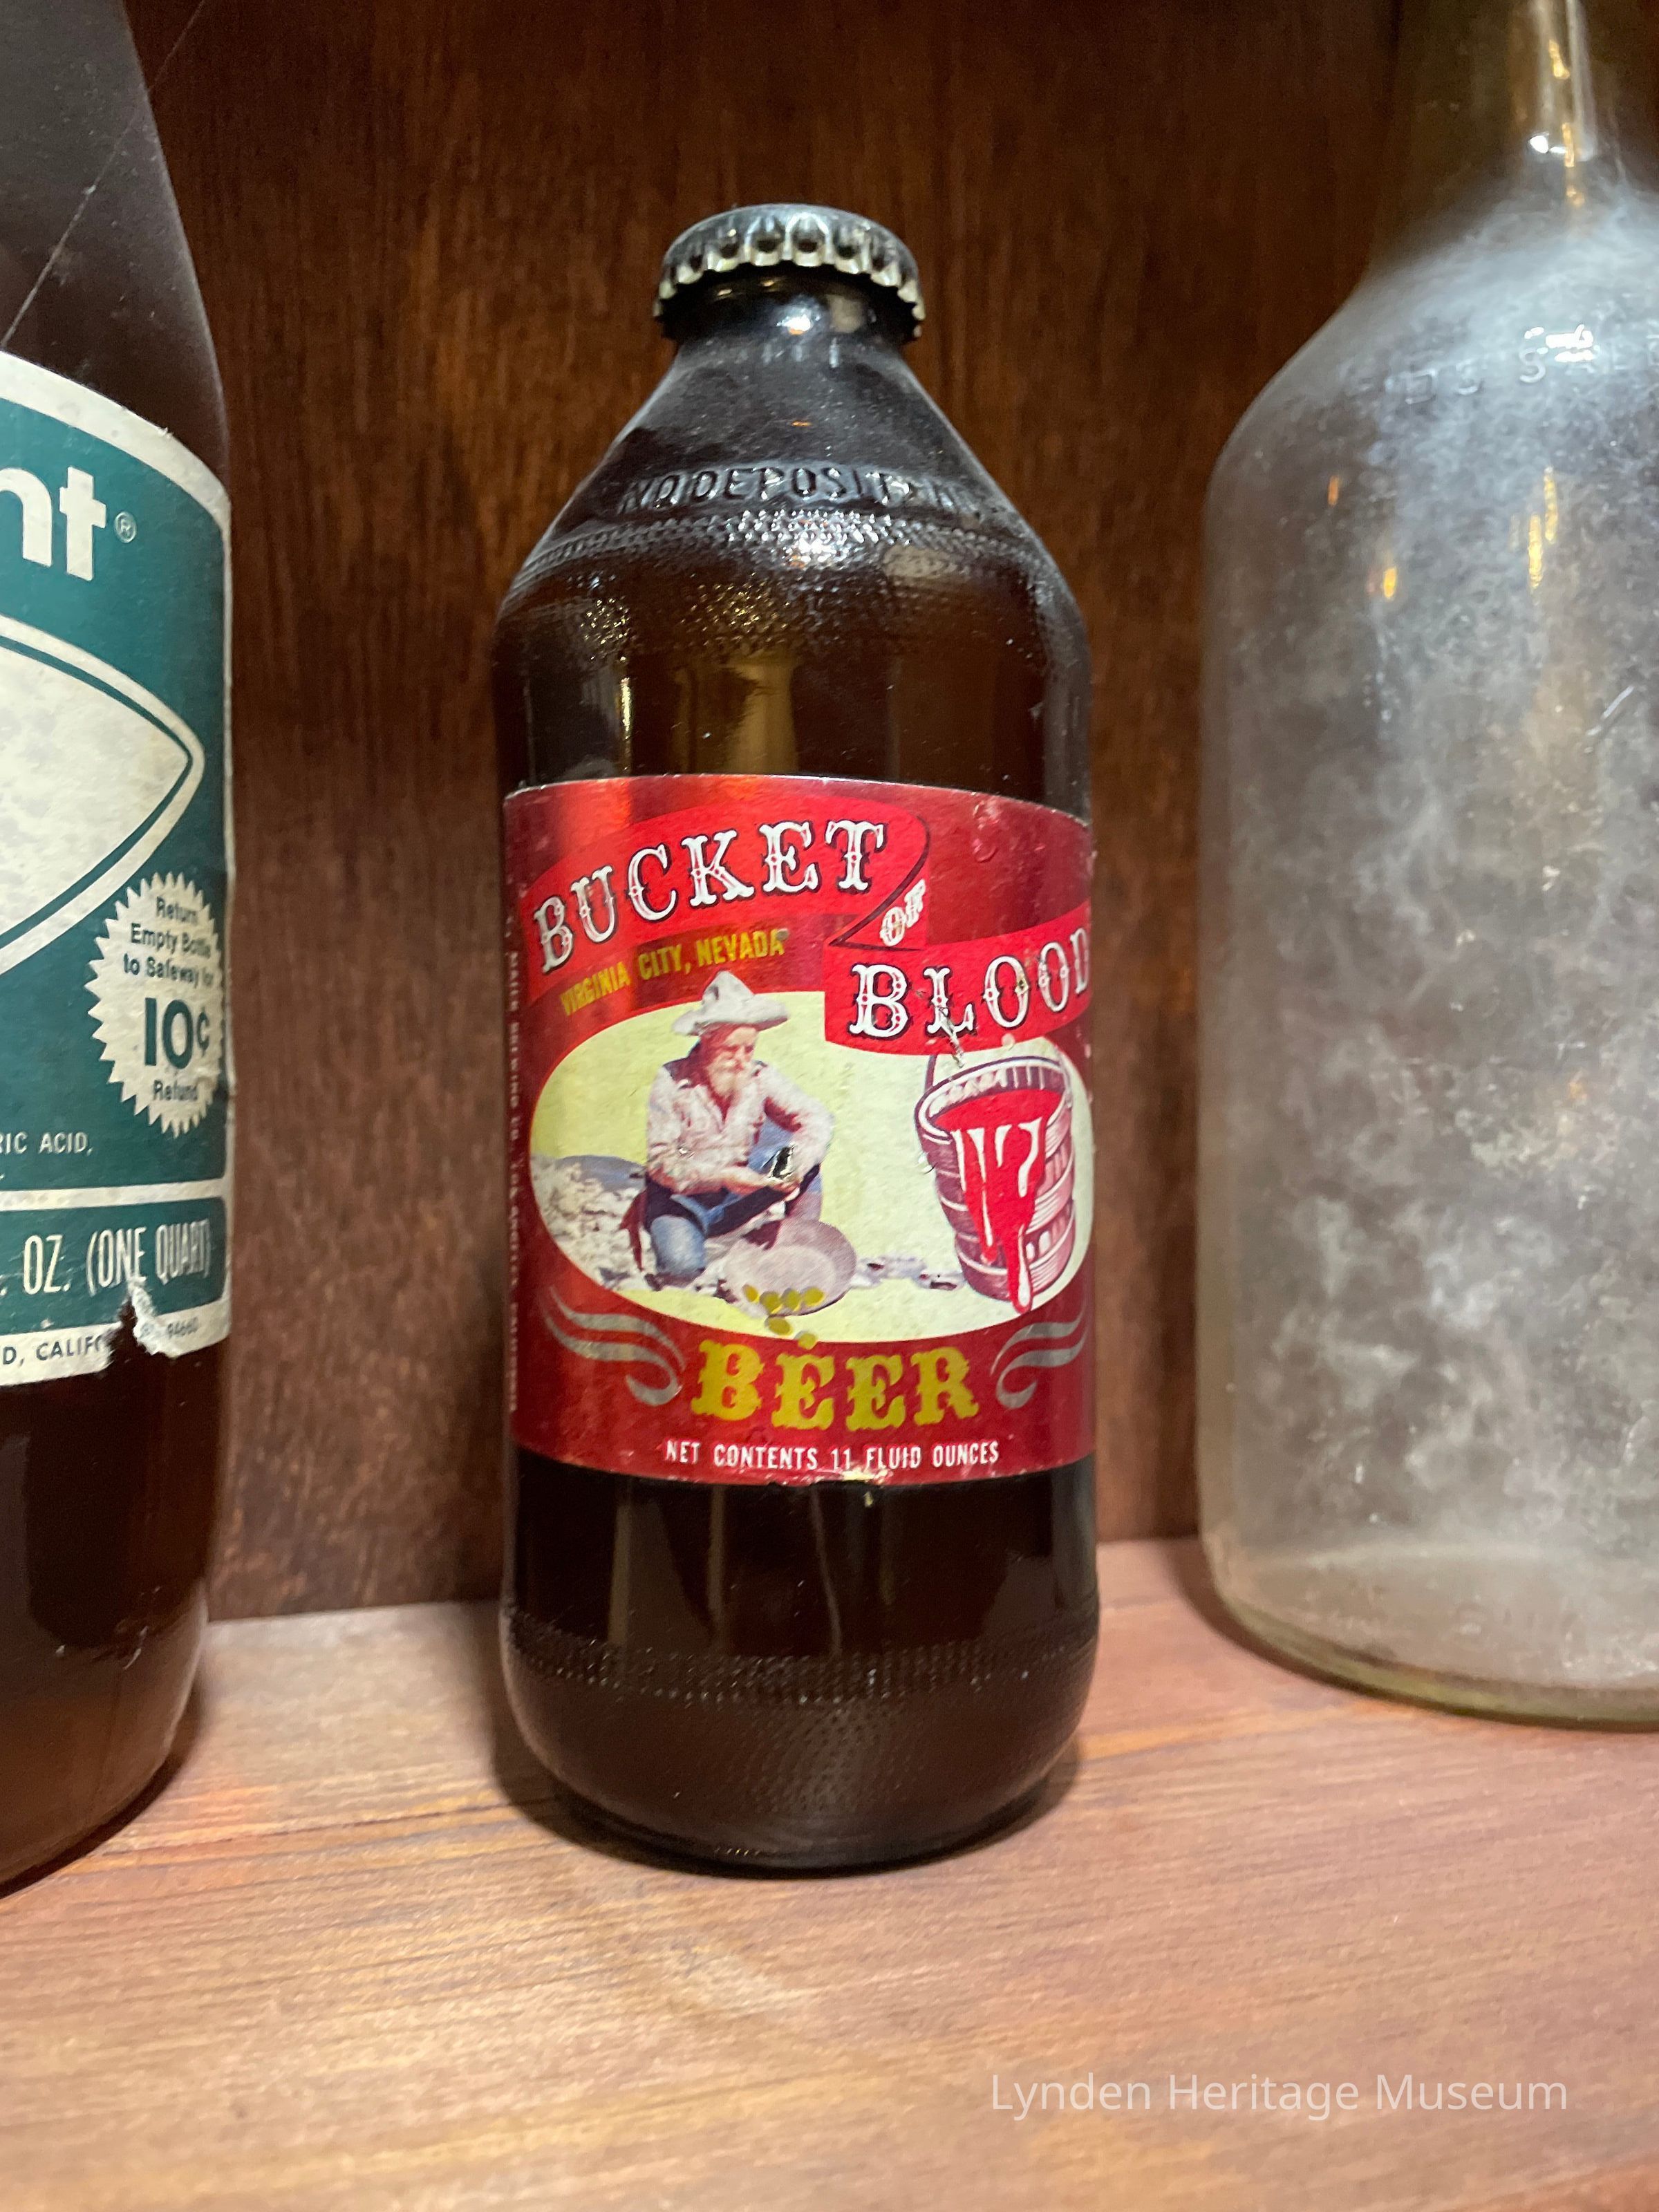 NO DEPOSIT
BUCKET
OF
BLOOD
VIRGINIA CITY, NEVADA
BEER
NET CONTENTS 11 FLUID OUNCES
nt®
Return
Empty Bottle
to Safeway for
10¢
Refund
RIC ACID,
OZ. (ONE QUART)
D, CALIF
94660
Lynden Heritage Museum